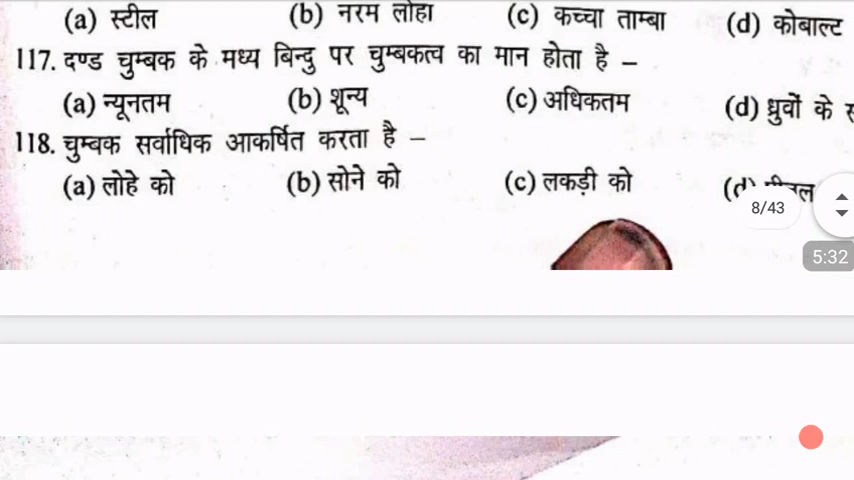 (a) स्टील (b) नरम लोहा (c) कच्चा ताम्बा (d) कोबाल्ट
117. दण्ड चुम्बक के मध्य बिन्दु पर चुम्बकत्व का मान होता है –
(a) न्यूनतम (b) शून्य (c) अधिकतम (d) ध्रुवों के
118. चुम्बक सर्वाधिक आकर्षित करता है –
(a) लोहे को (b) सोने को (c) लकड़ी को
8/43
5:32